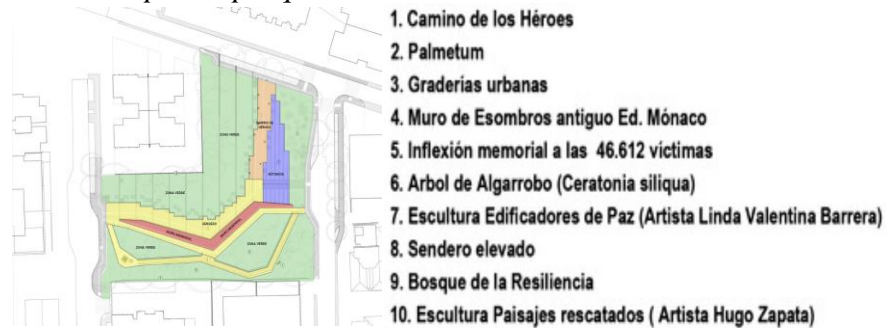 1. Camino de los Héroes
2. Palmetum
3. Graderias urbanas
4. Muro de Esombros antiguo Ed. Mónaco
5. Inflexión memorial a las 46.612 victimas
6. Arbol de Algarrobo (Ceratonia siliqua)
7. Escultura Edificadores de Paz (Artista Linda Valentina Barrera)
8. Sendero elevado
9. Bosque de la Resiliencia
10. Escultura Paisajes rescatados ( Artista Hugo Zapata)
ZONA VERDE
ZONA VERDE
SENDERO
ZONA VERDE
ZONA VERDE